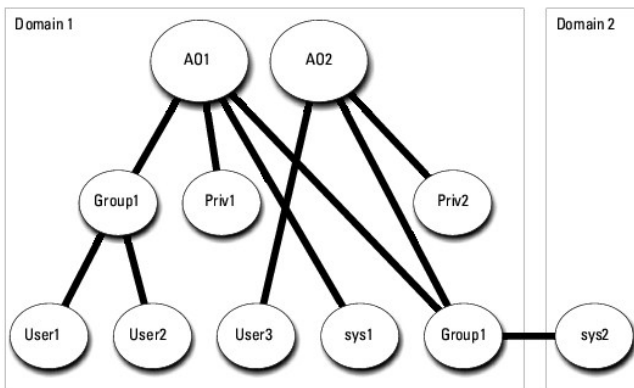 Domain 1
Domain 2
AO1
AO2
Group1
Priv1
Priv2
User1
User2
User3
sys1
Group1
sys2